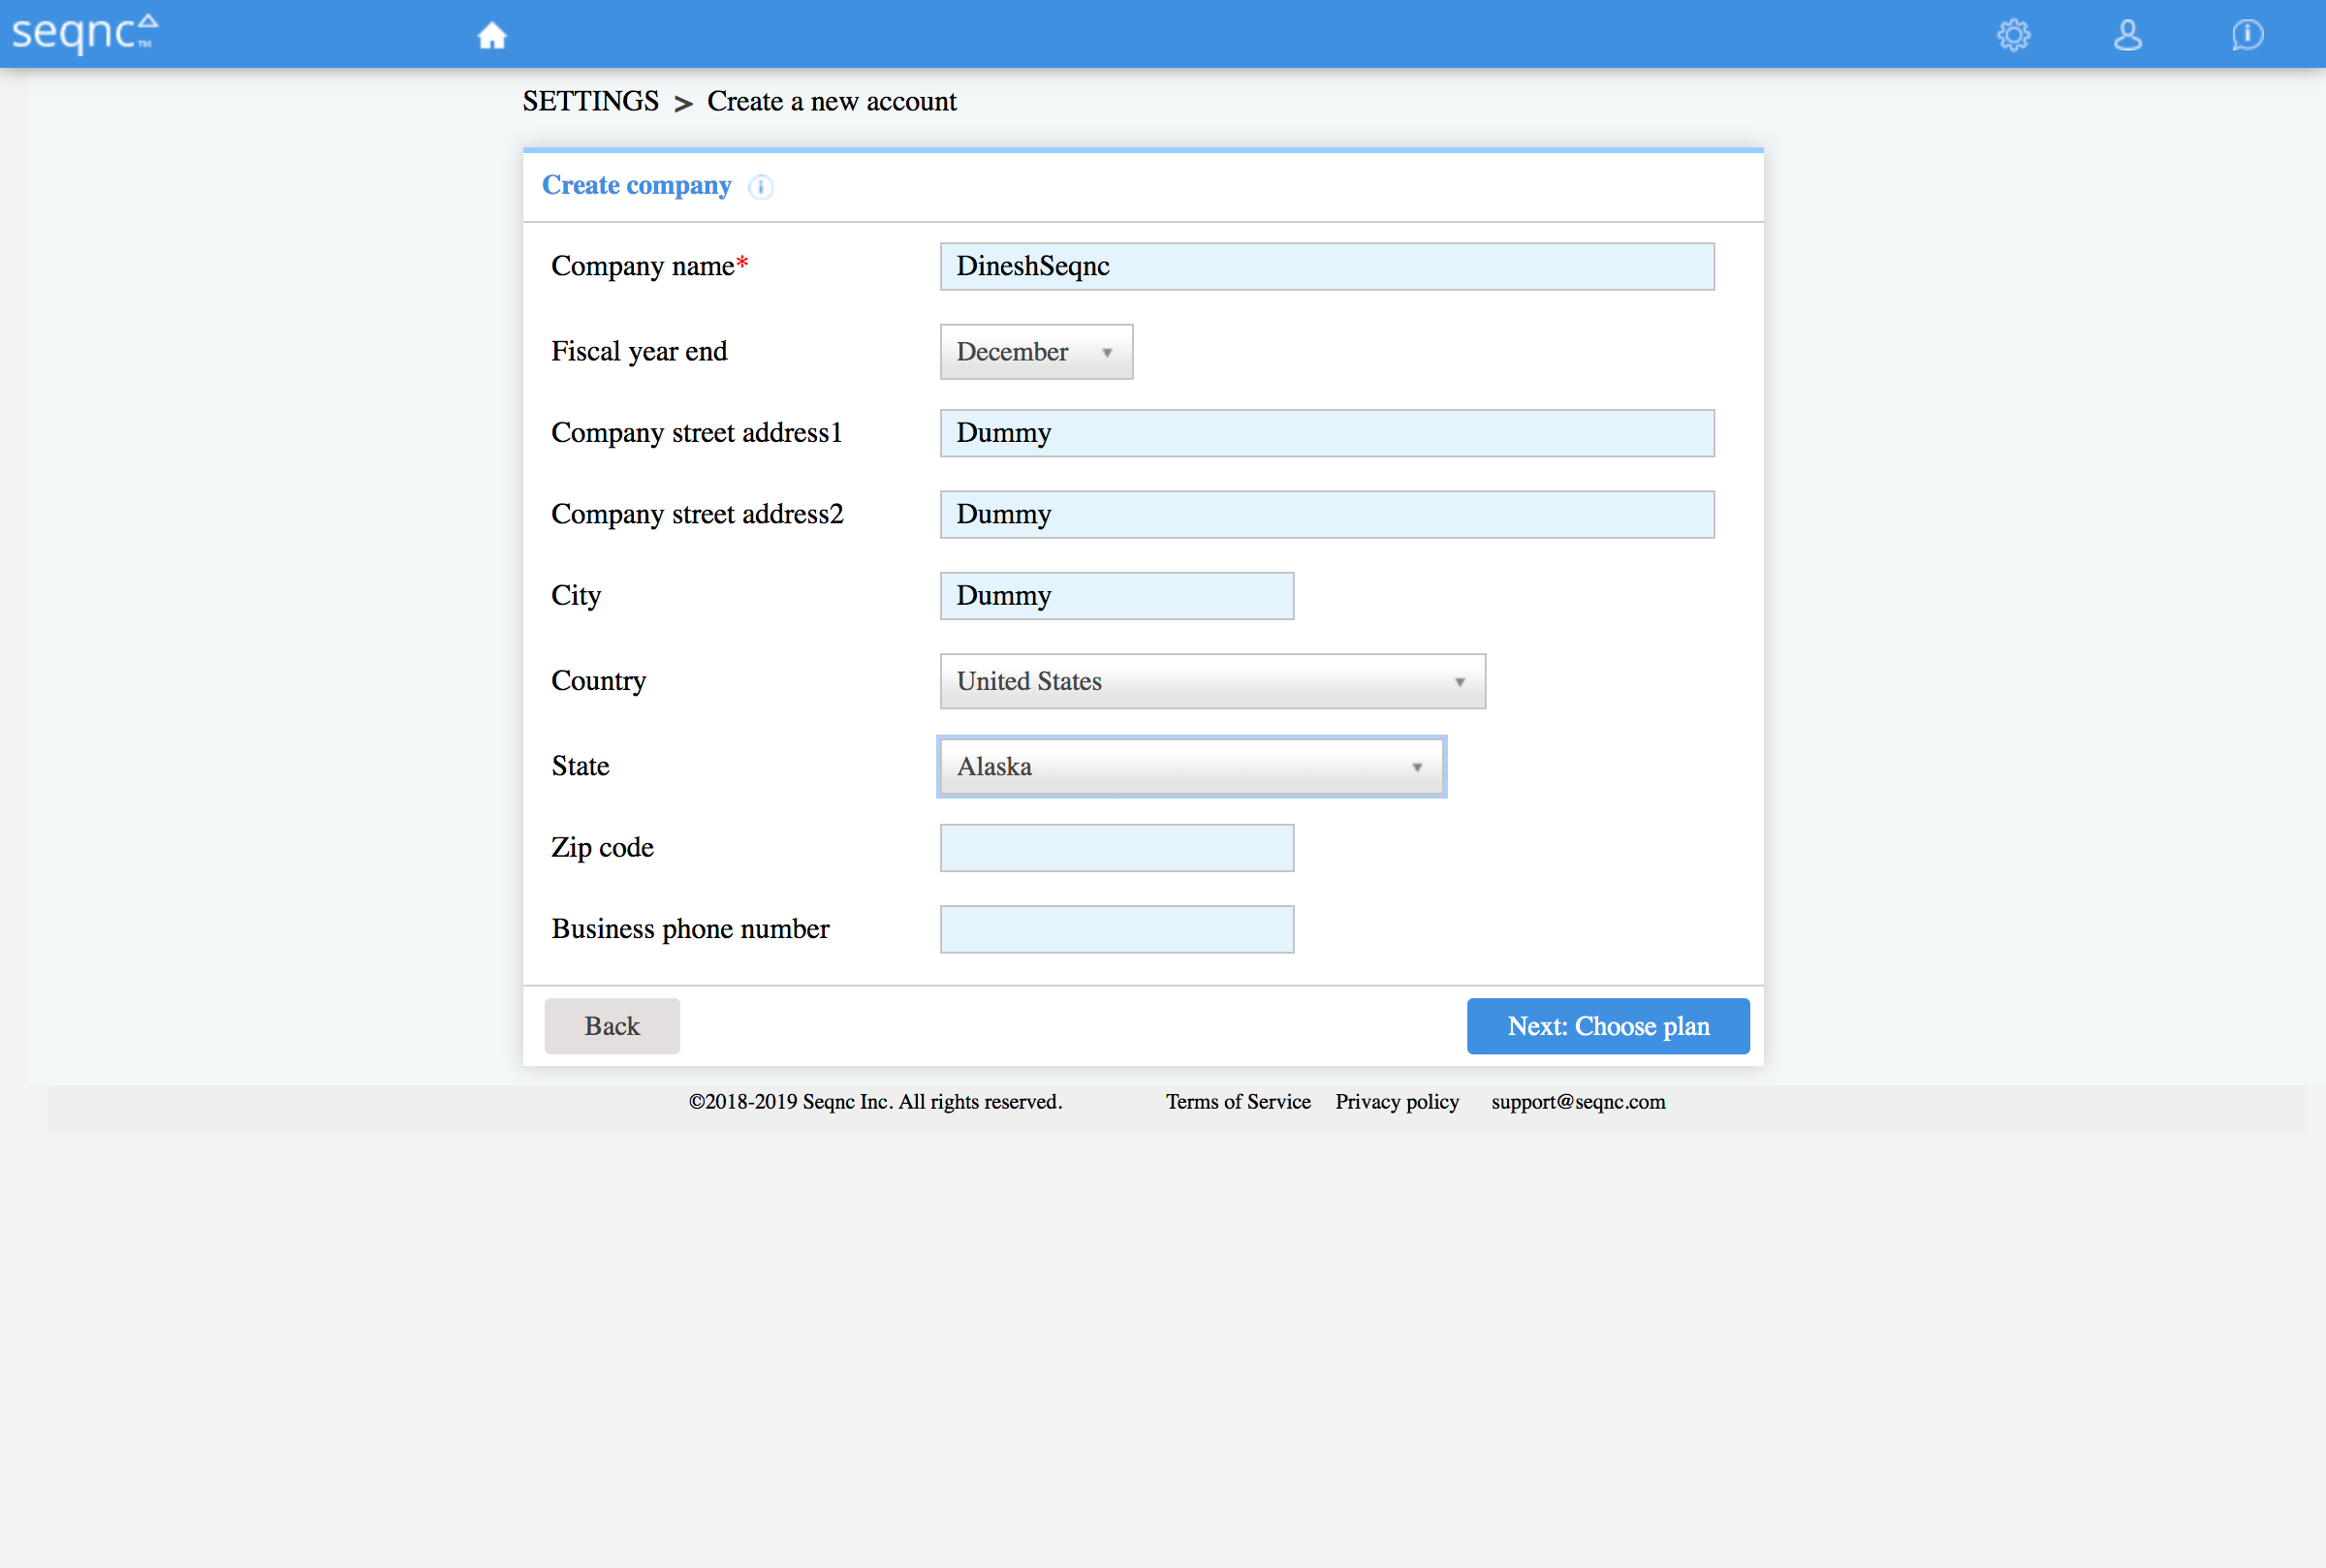 seqnc™
SETTINGS > Create a new account
Create company
Company name* DineshSeqnc
Fiscal year end December
Company street address1 Dummy
Company street address2 Dummy
City Dummy
Country United States
State Alaska
Zip code
Business phone number
Back Next: Choose plan
©2018-2019 Seqnc Inc. All rights reserved. Terms of Service Privacy policy support@seqnc.com